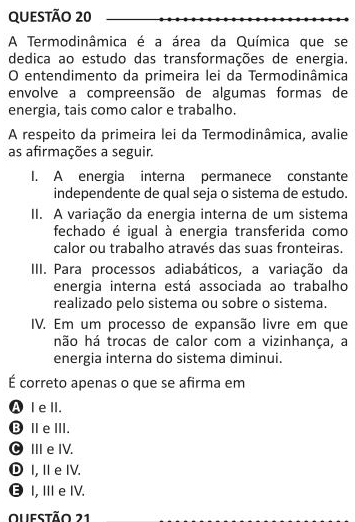 QUESTÃO 20
A Termodinâmica é a área da Química que se
dedica ao estudo das transformações de energia.
O entendimento da primeira lei da Termodinâmica
envolve a compreensão de algumas formas de
energia, tais como calor e trabalho.
A respeito da primeira lei da Termodinâmica, avalie
as afirmações a seguir.
I. A energia interna permanece constante
independente de qual seja o sistema de estudo.
II. A variação da energia interna de um sistema
fechado é igual à energia transferida como
calor ou trabalho através das suas fronteiras.
III. Para processos adiabáticos, a variação da
energia interna está associada ao trabalho
realizado pelo sistema ou sobre o sistema.
IV. Em um processo de expansão livre em que
não há trocas de calor com a vizinhança, a
energia interna do sistema diminui.
É correto apenas o que se afirma em
A I e II.
B II e III.
C III e IV.
D I, II e IV.
E I, III e IV.
QUESTÃO 21